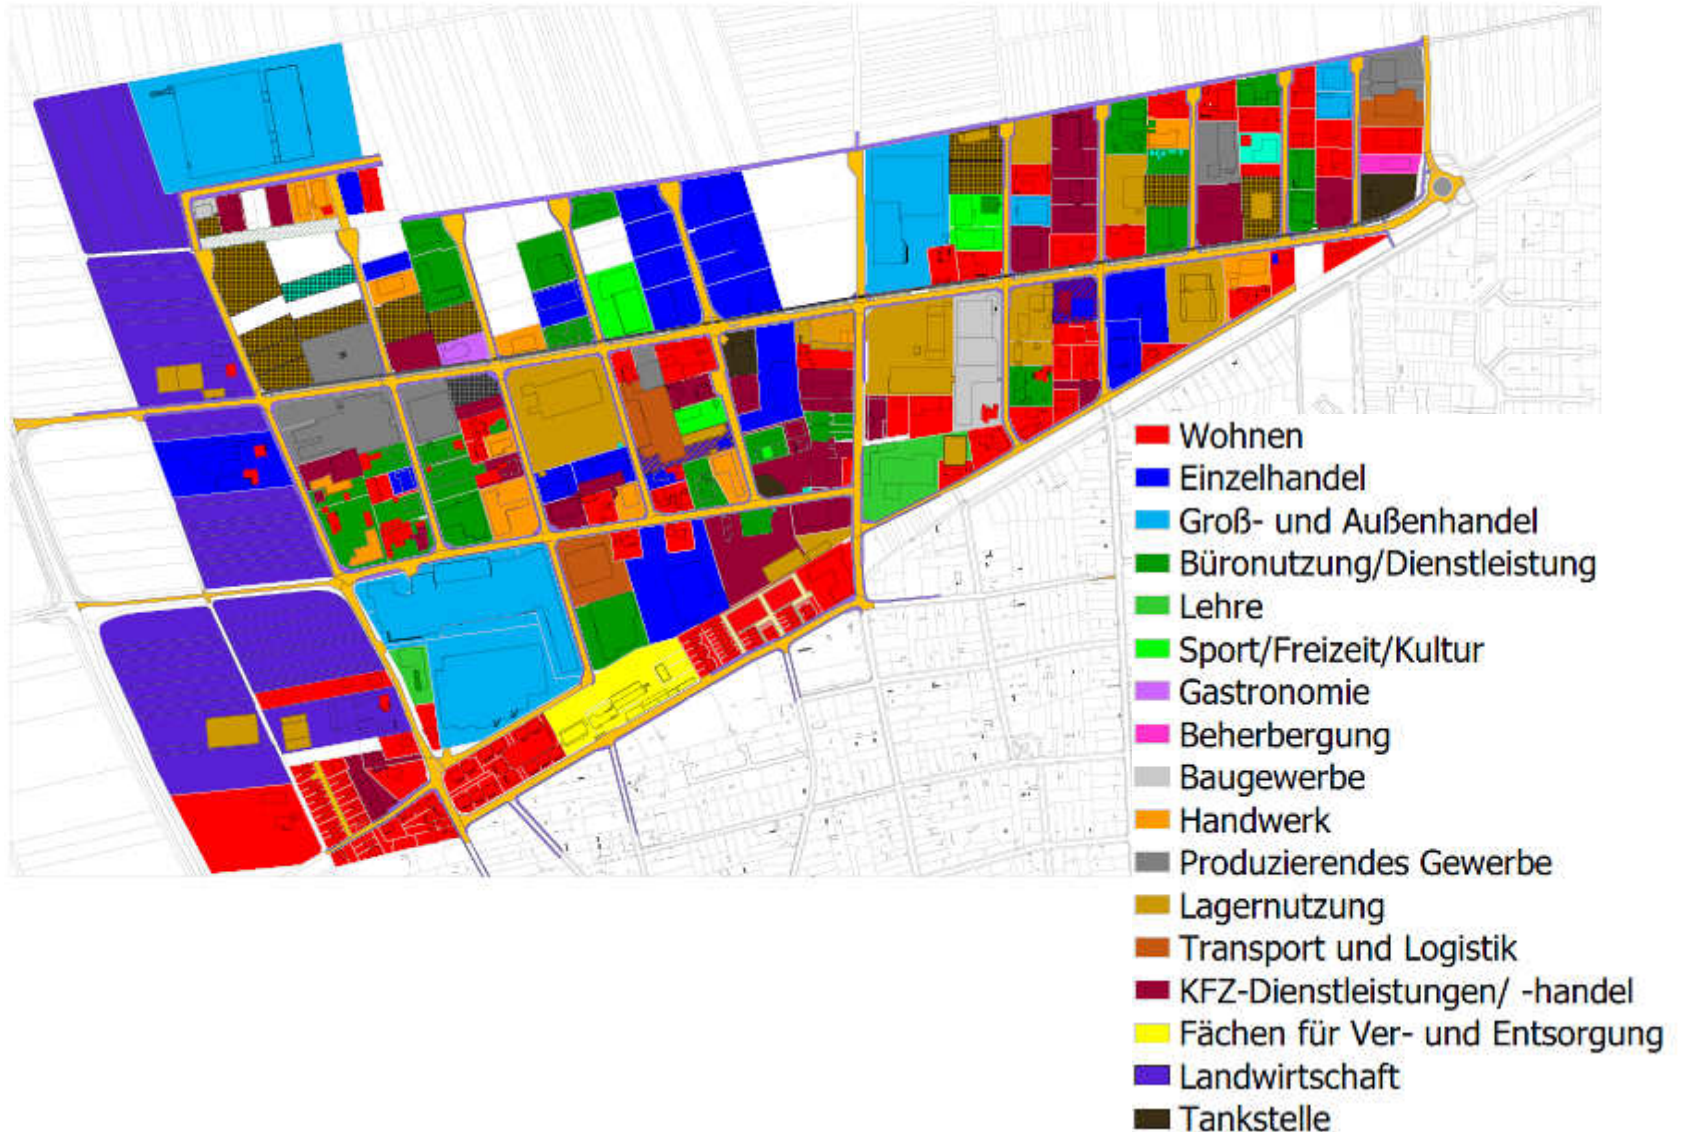 Wohnen
Einzelhandel
Groß- und Außenhandel
Büronutzung/Dienstleistung
Lehre
Sport/Freizeit/Kultur
Gastronomie
Beherbergung
Baugewerbe
Handwerk
Produzierendes Gewerbe
Lagernutzung
Transport und Logistik
KFZ-Dienstleistungen/ -handel
Fächen für Ver- und Entsorgung
Landwirtschaft
Tankstelle